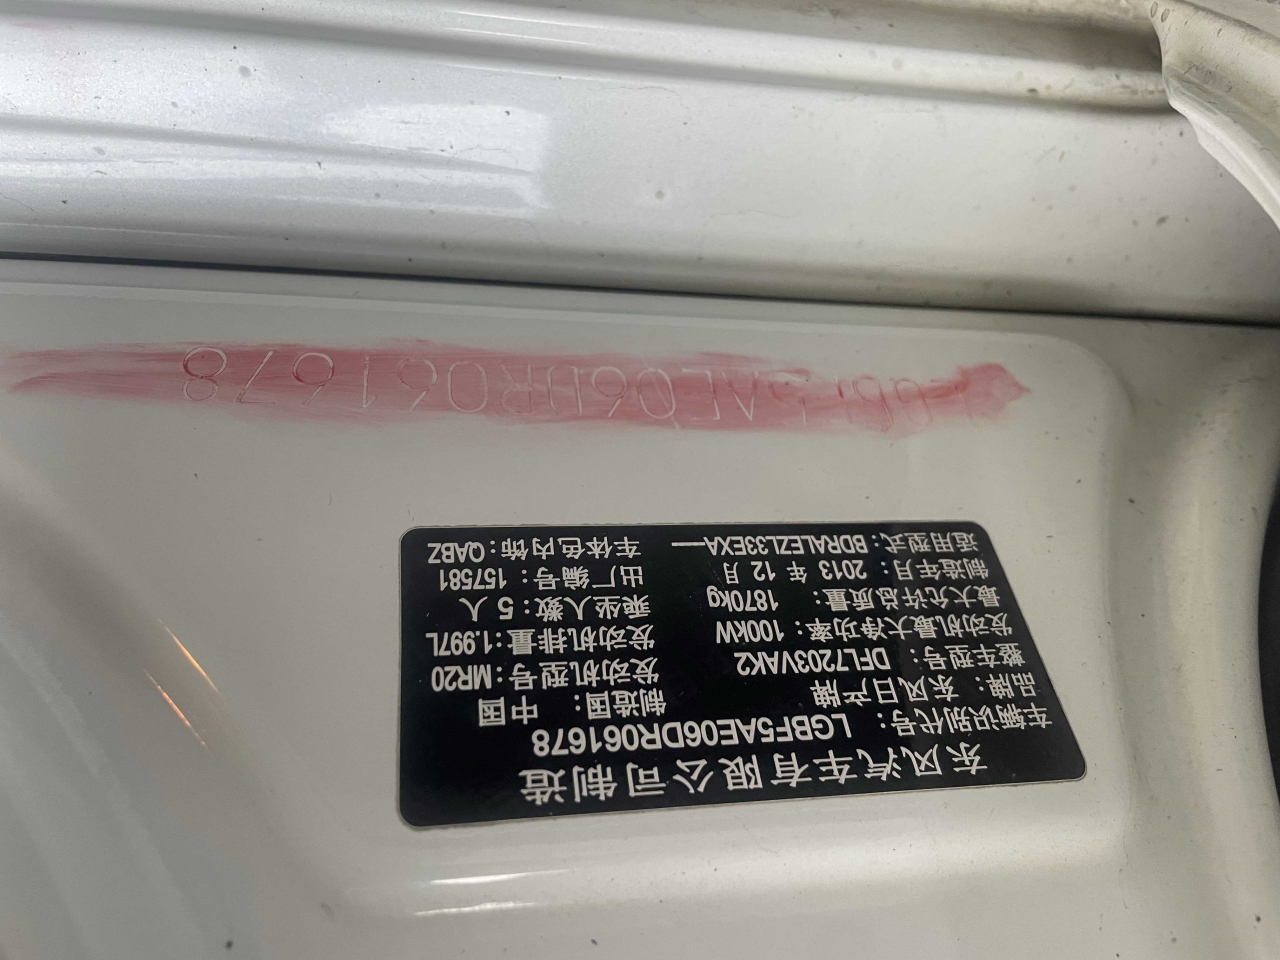 东风汽车有限公司制造
车辆识别代号：LGBF5AE06DR061678
品牌：东风日产牌 制造国：中国
整车型号：DFL7203VAK2 发动机型号：MR20
发动机最大净功率：100kW 发动机排量：1.997L
最大允许总质量：1870kg 乘坐人数：5人
制造年月：2013年12月 出厂编号：157581
适用型式：BDRALEZL33EXA— 车体色内饰：QABZ
LGBF5AE06DR061678